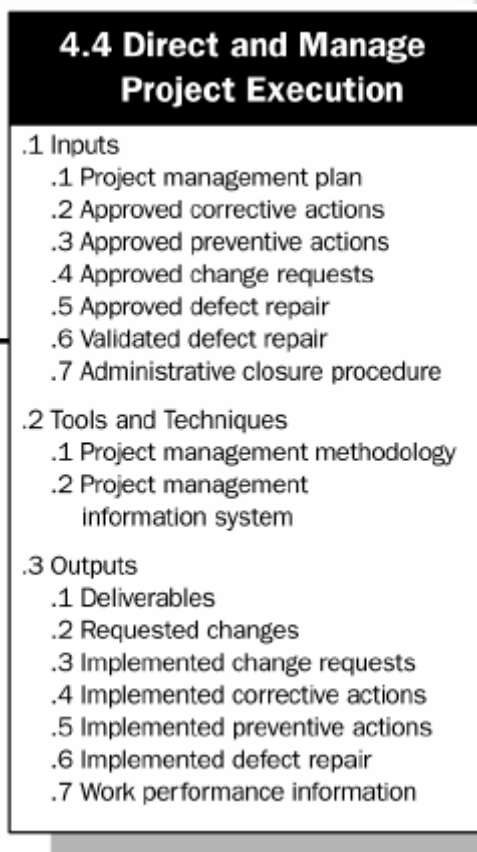 4.4 Direct and Manage
Project Execution
.1 Inputs
.1 Project management plan
.2 Approved corrective actions
.3 Approved preventive actions
.4 Approved change requests
.5 Approved defect repair
.6 Validated defect repair
.7 Administrative closure procedure
.2 Tools and Techniques
.1 Project management methodology
.2 Project management
information system
.3 Outputs
.1 Deliverables
.2 Requested changes
.3 Implemented change requests
.4 Implemented corrective actions
.5 Implemented preventive actions
.6 Implemented defect repair
.7 Work performance information